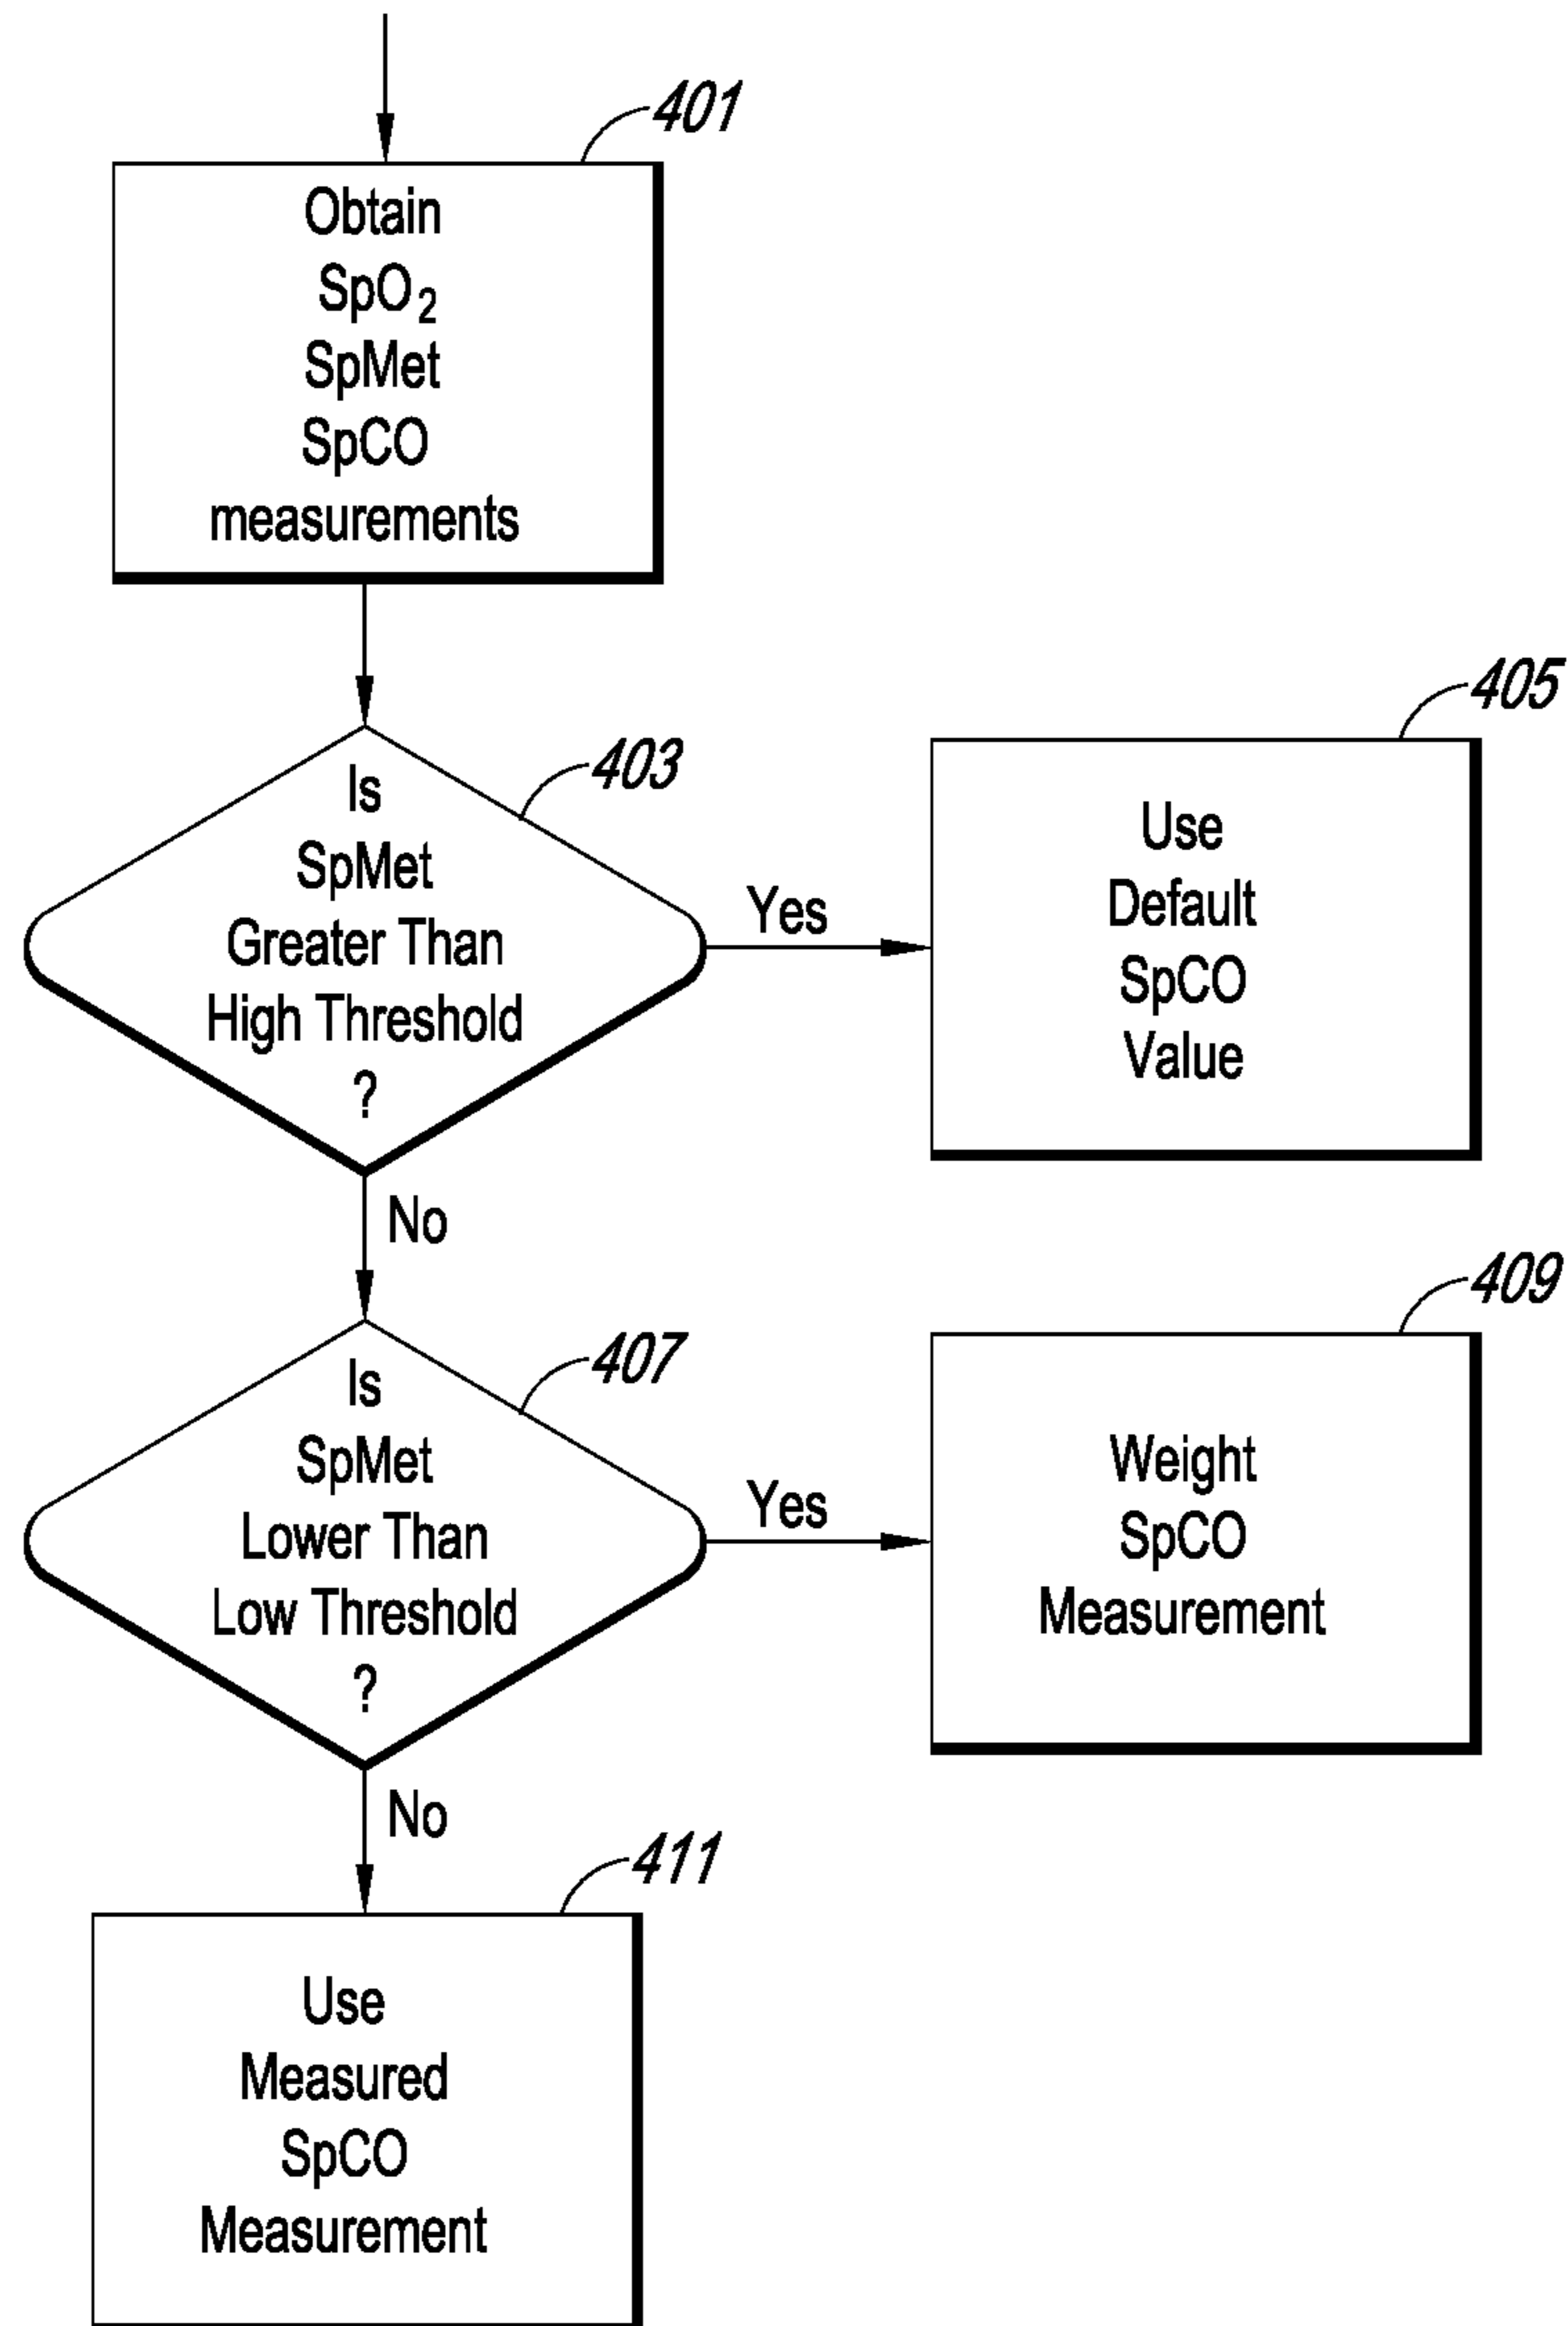 401
Obtain
SpO₂
SpMet
SpCO
measurements
403
Is
SpMet
Greater Than
High Threshold
?
Yes
405
Use
Default
SpCO
Value
No
407
Is
SpMet
Lower Than
Low Threshold
?
Yes
409
Weight
SpCO
Measurement
No
411
Use
Measured
SpCO
Measurement